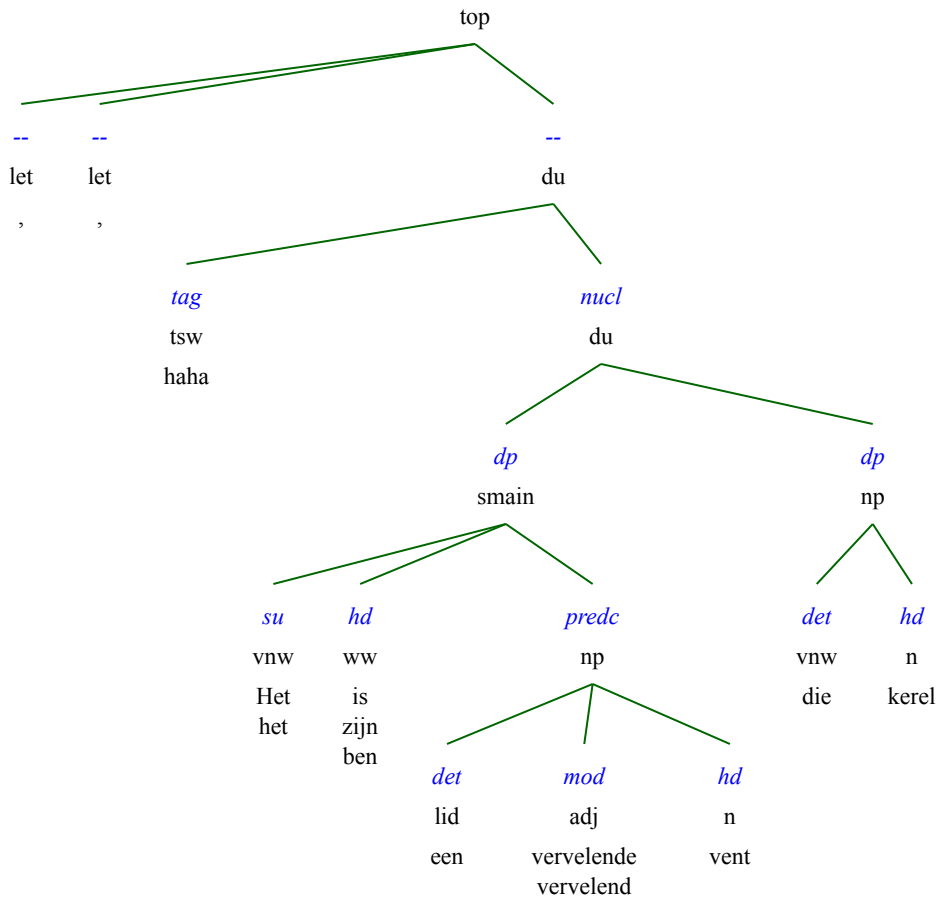 top
-- -- --
let let du
, ,
tag nucl
tsw du
haha
dp dp
smain np
su hd predc det hd
vnw ww np vnw n
Het is die kerel
het zijn
ben
det mod hd
lid adj n
een vervelende vent
vervelend